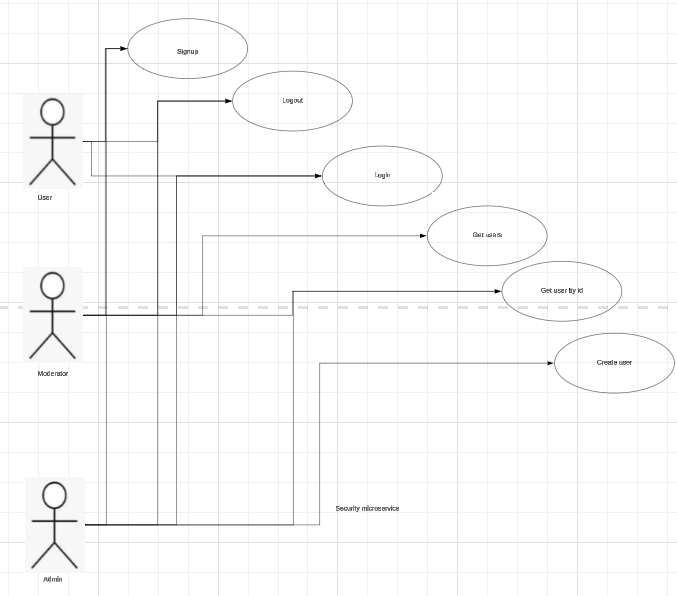 Signup
Logout
Login
User
Get users
Get user by id
Moderator
Create user
Security microservice
Admin